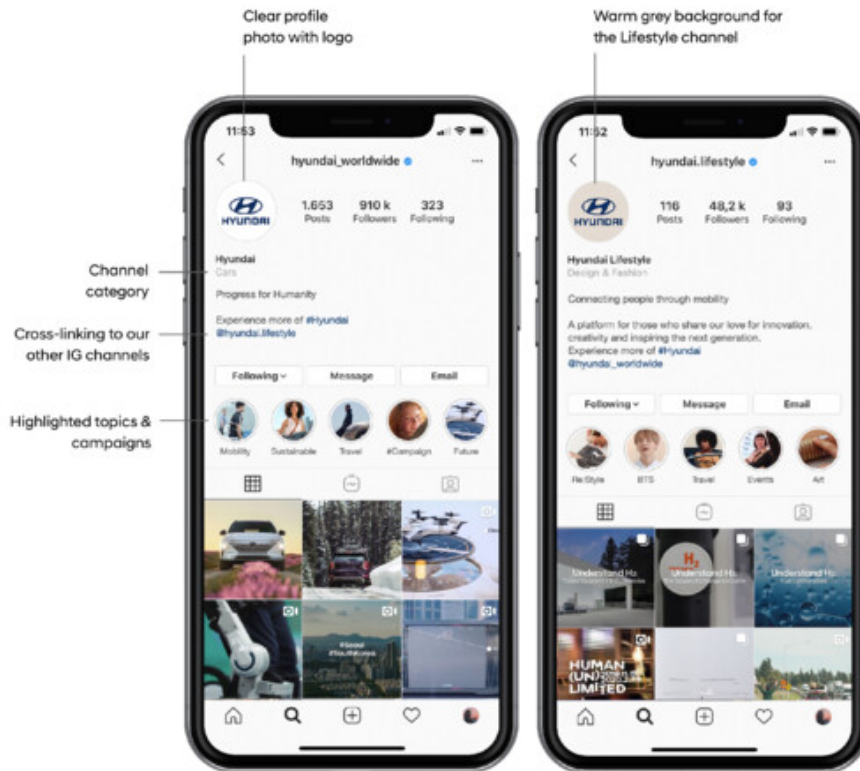 Clear profile
photo with logo
Warm grey background for
the Lifestyle channel
Channel
category
Cross-linking to our
other IG channels
Highlighted topics &
campaigns
11:53
hyundai_worldwide
HYUNDAI
1.653
910 k
323
Posts
Followers
Following
Hyundai
Cars
Progress for Humanity
Experience more of #Hyundai
@hyundai.lifestyle
Following
Message
Email
Mobility
Sustainable
Travel
#Campaign
Future
#Seoul
#SouthKorea
11:52
hyundai.lifestyle
HYUNDAI
116
48,2 k
93
Posts
Followers
Following
Hyundai Lifestyle
Design & Fashion
Connecting people through mobility
A platform for those who share our love for innovation,
creativity and inspiring the next generation.
Experience more of #Hyundai
@hyundai_worldwide
Following
Message
Email
Re:Style
BTS
Travel
Events
Art
Understand H₂
H₂
Understand H₂
Understand H₂
HUMAN
(UN)
LIMITED